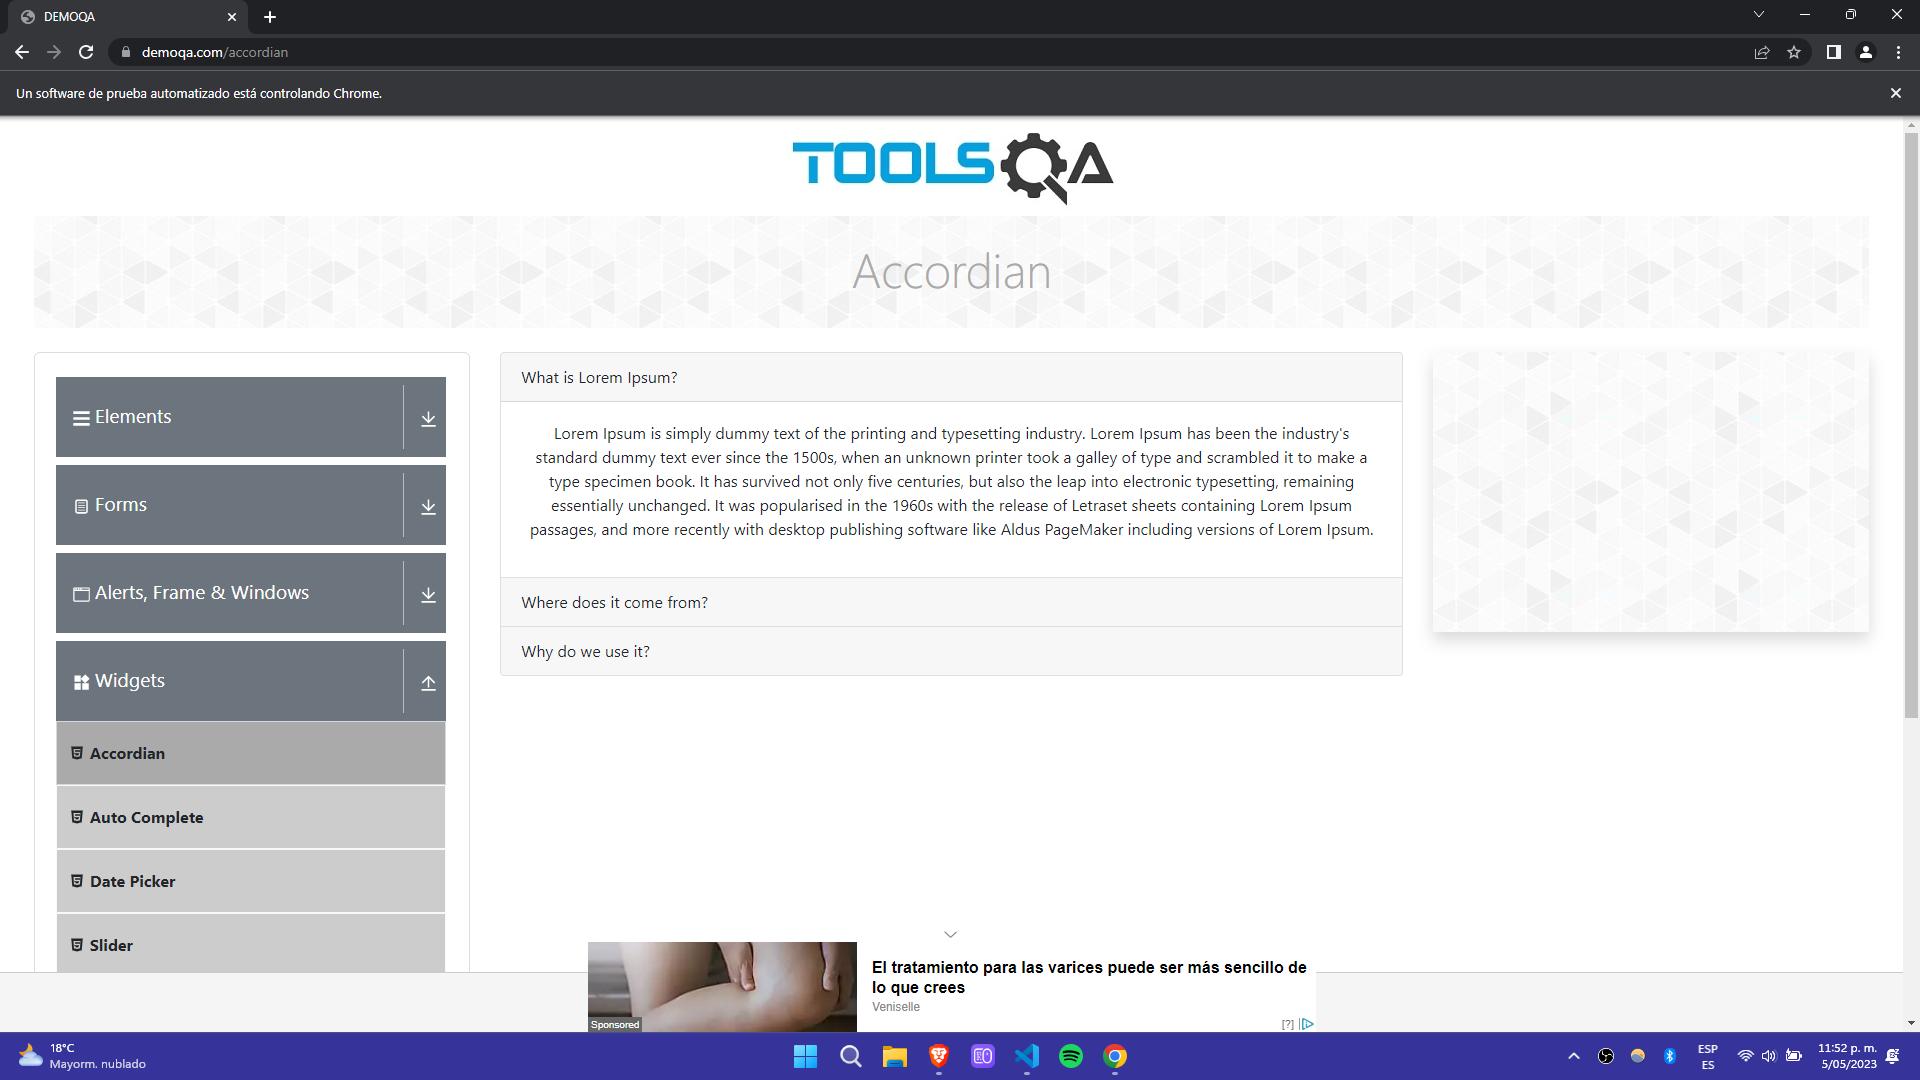 DEMOQA
demoqa.com/accordian
Un software de prueba automatizado está controlando Chrome.
TOOLSQA
Accordian
Elements
Forms
Alerts, Frame & Windows
Widgets
Accordian
Auto Complete
Date Picker
Slider
What is Lorem Ipsum?
Lorem Ipsum is simply dummy text of the printing and typesetting industry. Lorem Ipsum has been the industry's
standard dummy text ever since the 1500s, when an unknown printer took a galley of type and scrambled it to make a
type specimen book. It has survived not only five centuries, but also the leap into electronic typesetting, remaining
essentially unchanged. It was popularised in the 1960s with the release of Letraset sheets containing Lorem Ipsum
passages, and more recently with desktop publishing software like Aldus PageMaker including versions of Lorem Ipsum.
Where does it come from?
Why do we use it?
El tratamiento para las varices puede ser más sencillo de
lo que crees
Veniselle
Sponsored
[?]
18°C
Mayorm. nublado
ESP
ES
11:52 p. m.
5/05/2023